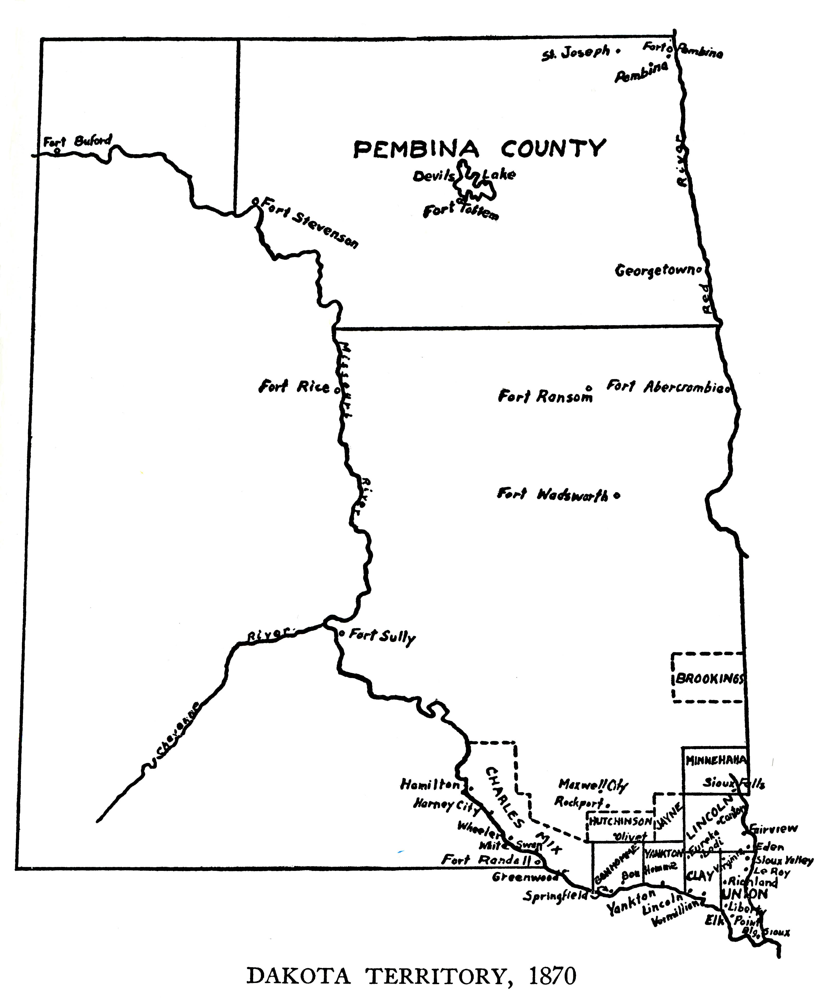 St. Joseph
Fort Pembina
Pembina
Fort Buford
PEMBINA COUNTY
Devils Lake
Fort Tottem
River
Fort Stevenson
Georgetown
Red
Missouri
Fort Rice
Fort Ransom
Fort Abercrombie
River
Fort Wadsworth
River
Fort Sully
BROOKINGS
Cheyenne
MINNEHAHA
Hamilton
CHARLES MIX
Maxwell City
Sioux Falls
Harney City
Rockport
HUTCHINSON
JAYNE
LINCOLN
Canton
Wheeler
Olivet
Fairview
White Swan
Eureka
Lodi
Eden
Fort Randall
BONHOMME
YANKTON
Virginia
Sioux Valley
Greenwood
Bon Homme
CLAY
Le Roy
Richland
Springfield
UNION
Yankton
Lincoln
Vermillion
Liberty
Elk Point
Big Sioux
DAKOTA TERRITORY, 1870